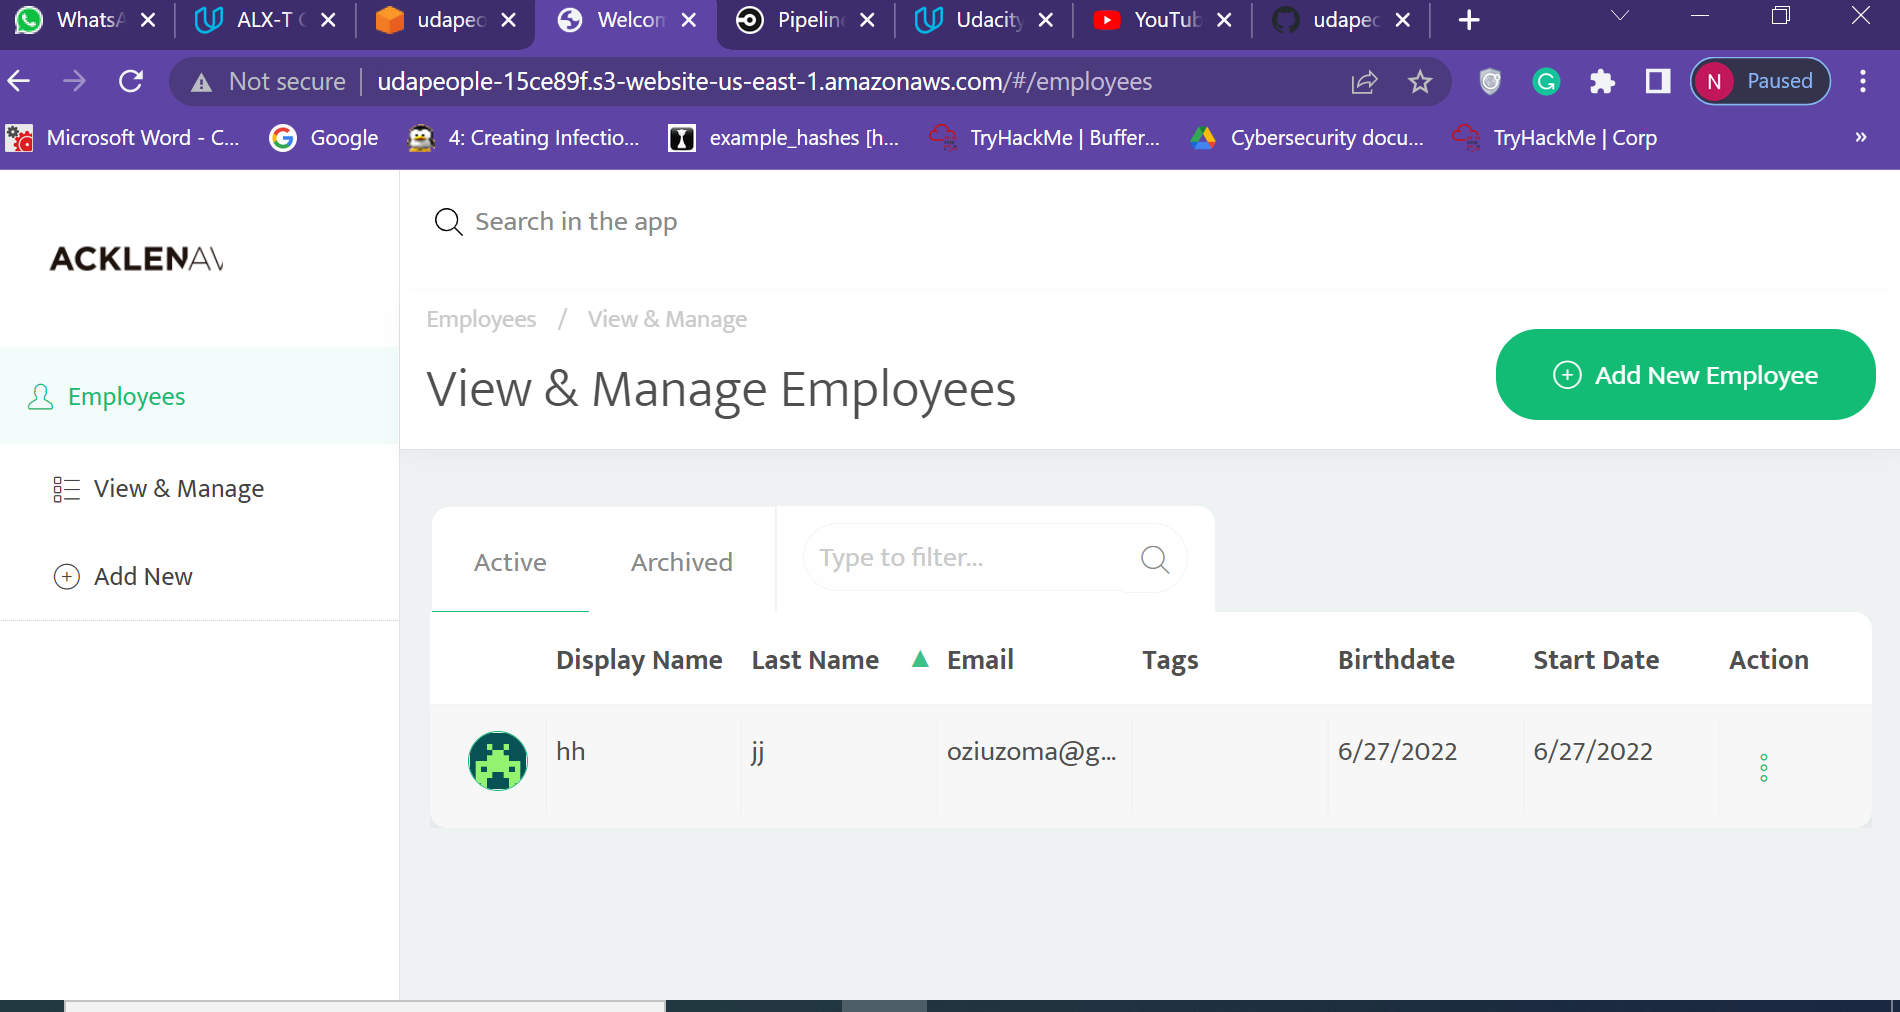 WhatsA
ALX-T
udapeo
Welcom
Pipeline
Udacity
YouTub
udapec
Not secure
udapeople-15ce89f.s3-website-us-east-1.amazonaws.com/#/employees
N
Paused
Microsoft Word - C...
Google
4: Creating Infectio...
example_hashes [h...
TryHackMe | Buffer...
Cybersecurity docu...
TryHackMe | Corp
»
ACKLENAV
Search in the app
Employees / View & Manage
View & Manage Employees
Add New Employee
Employees
View & Manage
Add New
Active
Archived
Type to filter...
Display Name Last Name Email Tags Birthdate Start Date Action
hh jj oziuzoma@g... 6/27/2022 6/27/2022